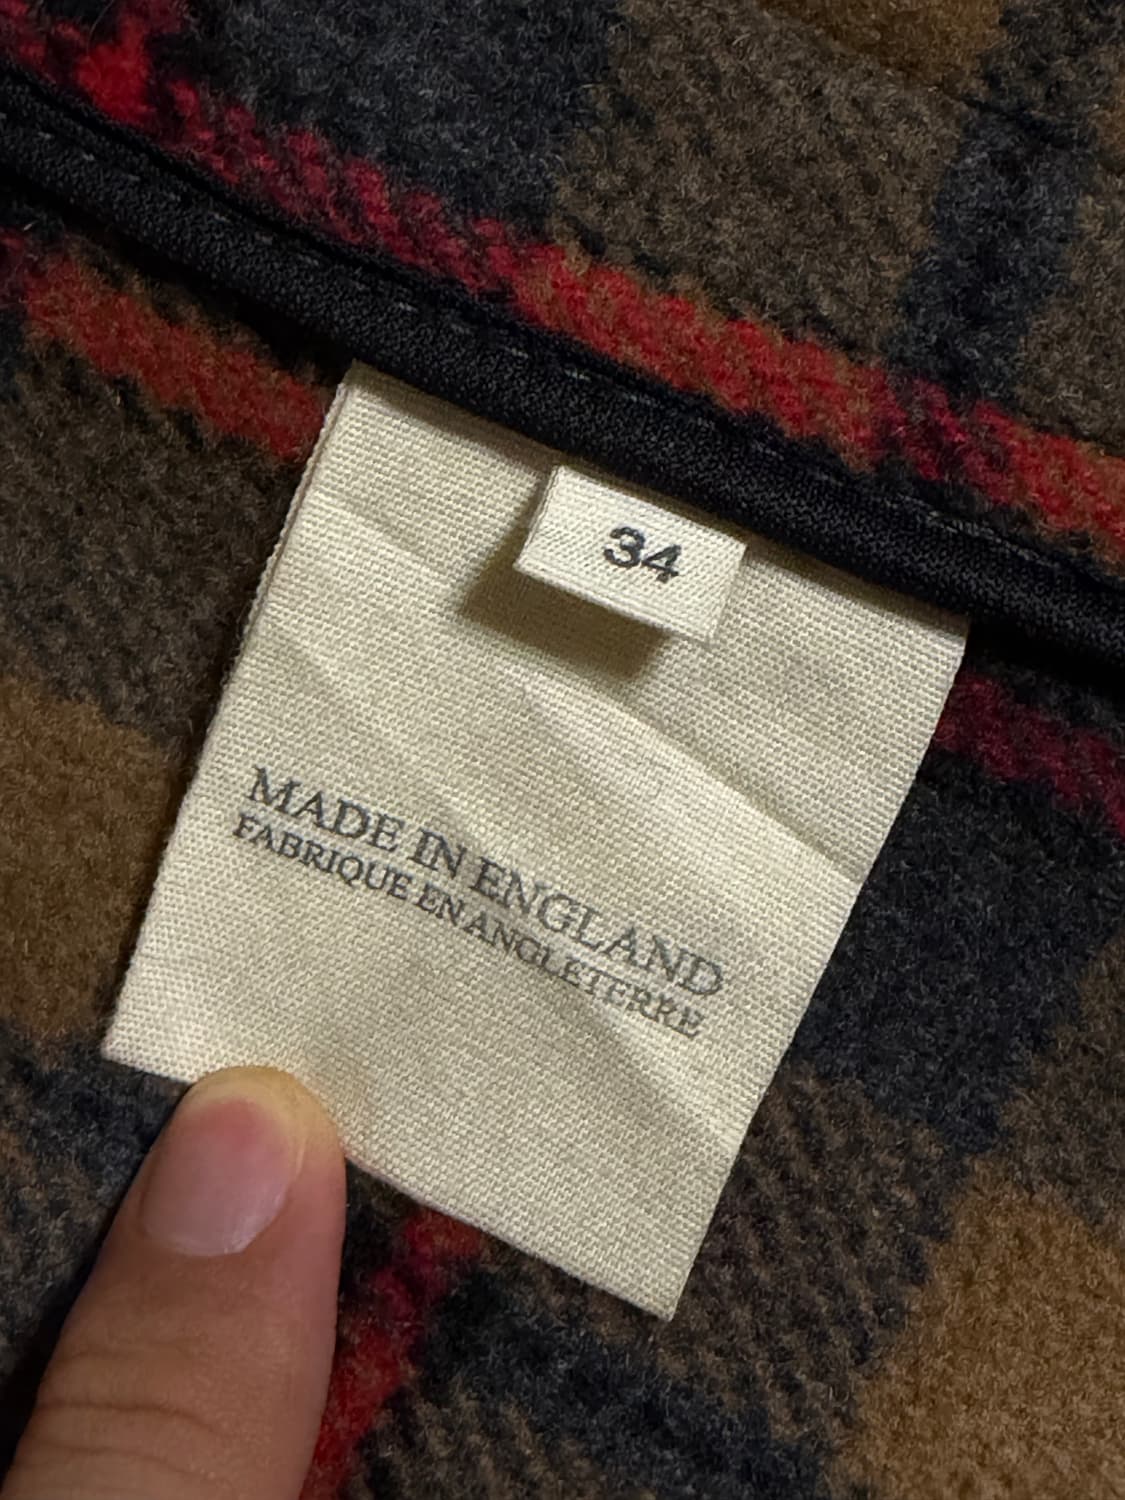 34
MADE IN ENGLAND
FABRIQUE EN ANGLETERRE